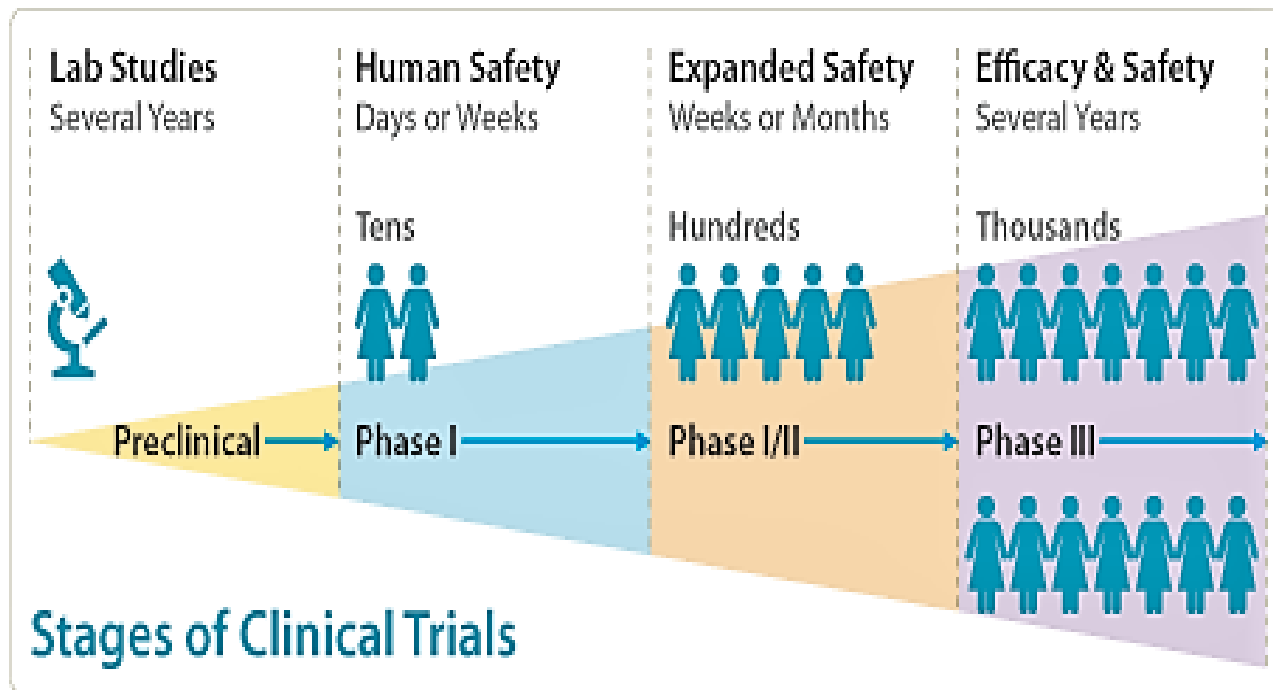 Lab Studies
Several Years
Human Safety
Days or Weeks
Expanded Safety
Weeks or Months
Efficacy & Safety
Several Years
Tens
Hundreds
Thousands
Preclinical
Phase I
Phase I/II
Phase III
Stages of Clinical Trials